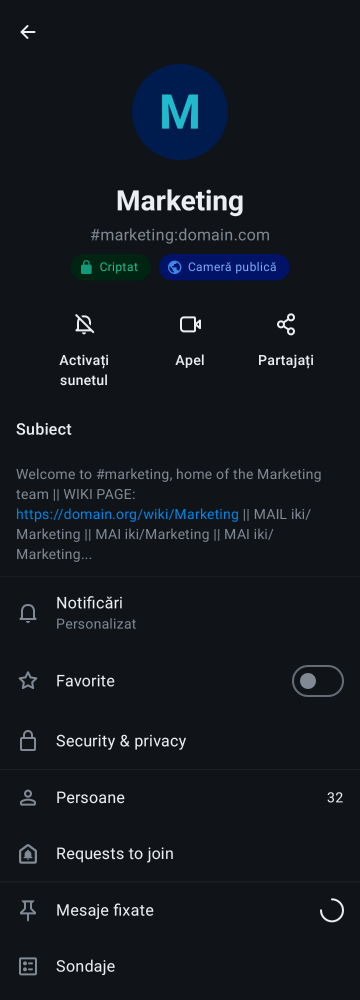 M
Marketing
#marketing:domain.com
Criptat
Cameră publică
Activați
sunetul
Apel
Partajați
Subiect
Welcome to #marketing, home of the Marketing
team || WIKI PAGE:
https://domain.org/wiki/Marketing || MAIL iki/
Marketing || MAI iki/Marketing || MAI iki/
Marketing...
Notificări
Personalizat
Favorite
Security & privacy
Persoane
32
Requests to join
Mesaje fixate
Sondaje